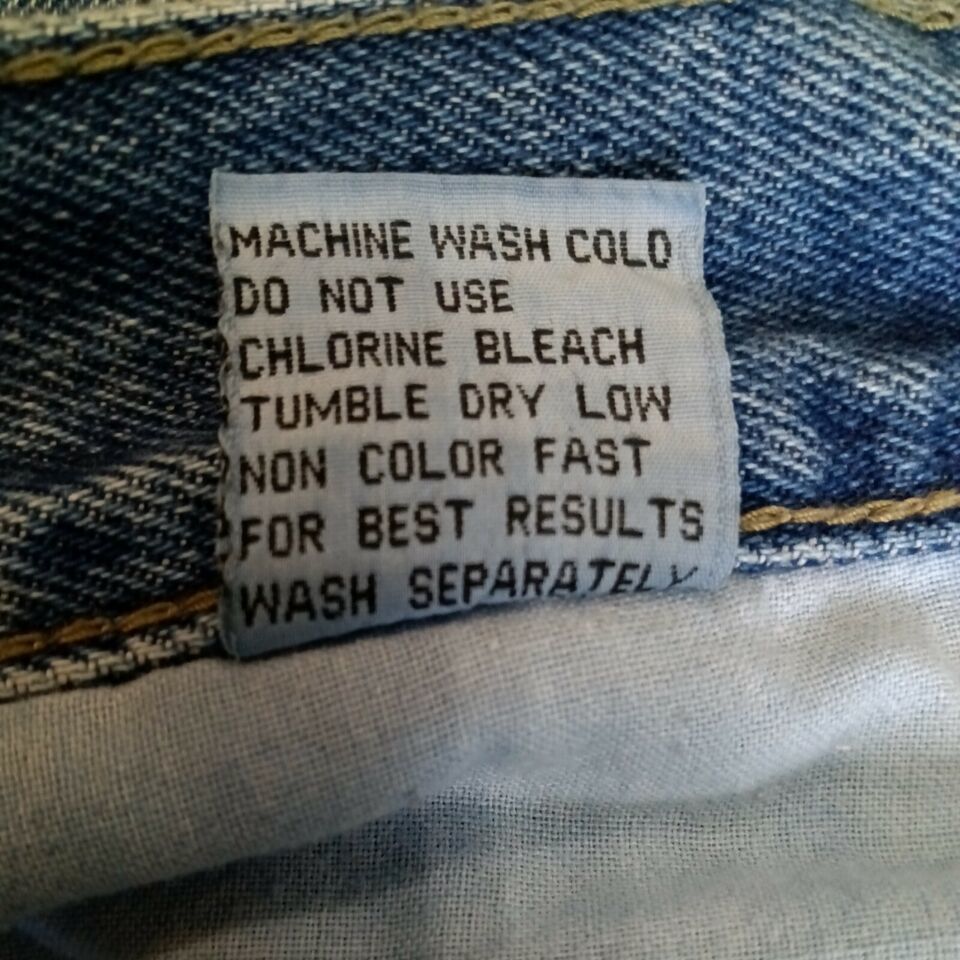 MACHINE WASH COLD
DO NOT USE
CHLORINE BLEACH
TUMBLE DRY LOW
NON COLOR FAST
FOR BEST RESULTS
WASH SEPARATELY